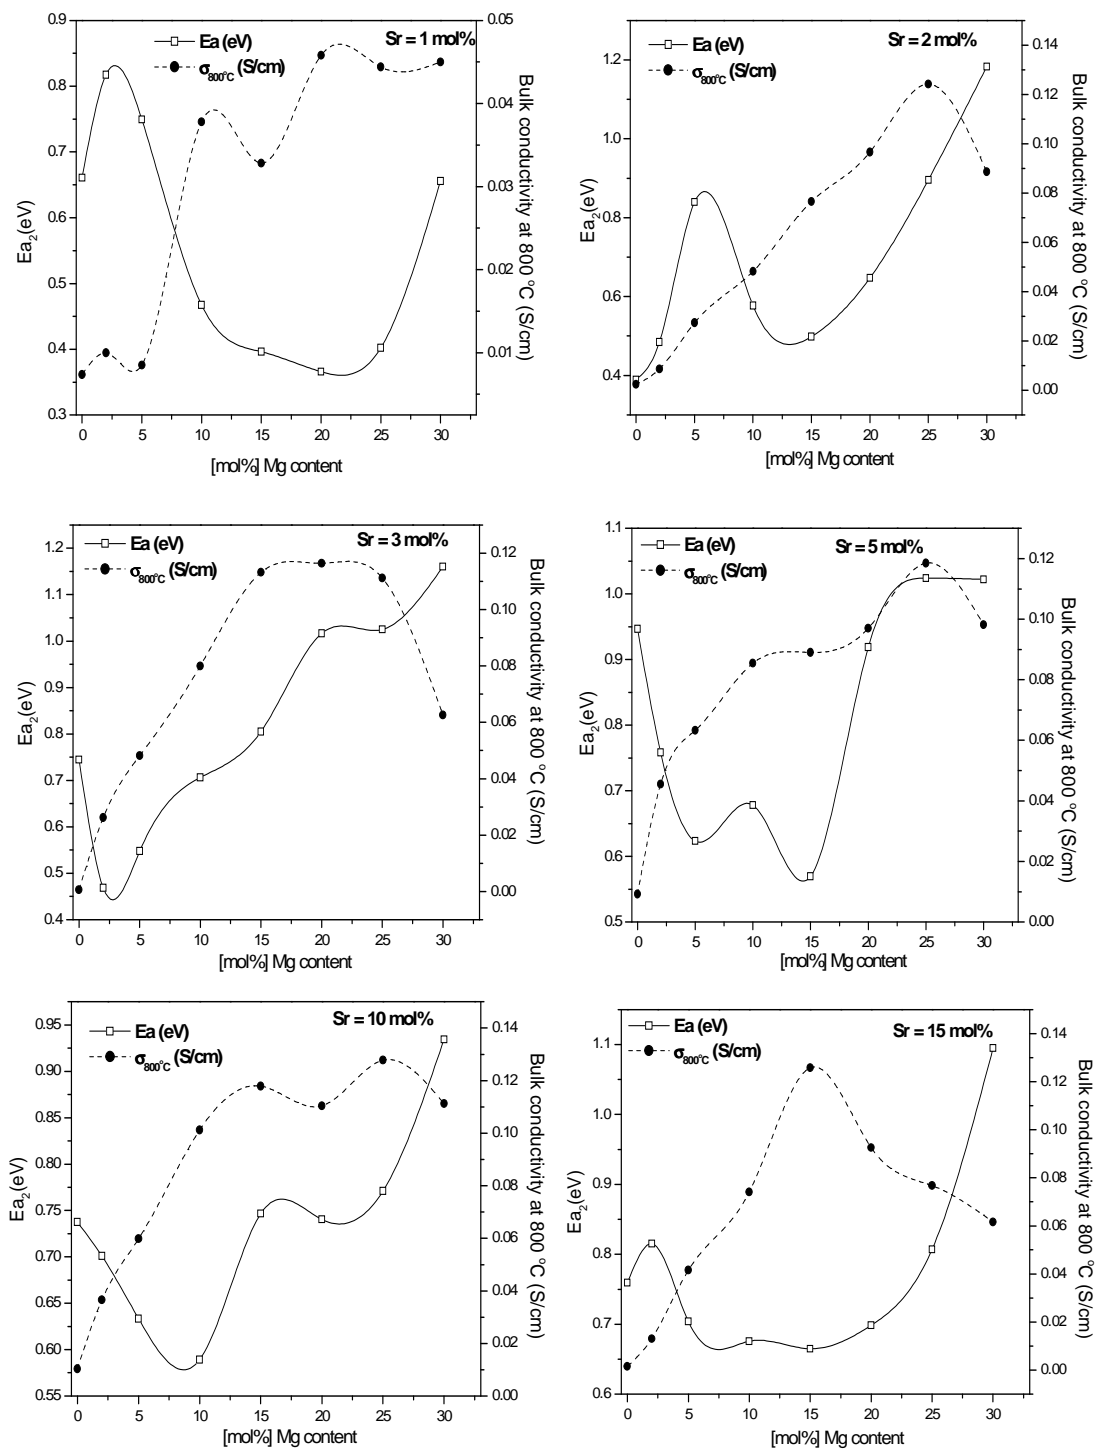 Sr = 1 mol%
Ea (eV)
σ800°C (S/cm)
0.9
0.8
0.7
0.6
0.5
0.4
0.3
Ea2(eV)
0.05
0.04
0.03
0.02
0.01
Bulk conductivity at 800 °C (S/cm)
0 5 10 15 20 25 30
[mol%] Mg content
Sr = 2 mol%
Ea (eV)
σ800°C (S/cm)
1.2
1.0
0.8
0.6
0.4
Ea2(eV)
0.14
0.12
0.10
0.08
0.06
0.04
0.02
0.00
Bulk conductivity at 800 °C (S/cm)
0 5 10 15 20 25 30
[mol%] Mg content
Sr = 3 mol%
Ea (eV)
σ800°C (S/cm)
1.2
1.1
1.0
0.9
0.8
0.7
0.6
0.5
0.4
Ea2(eV)
0.12
0.10
0.08
0.06
0.04
0.02
0.00
Bulk conductivity at 800 °C (S/cm)
0 5 10 15 20 25 30
[mol%] Mg content
Sr = 5 mol%
Ea (eV)
σ800°C (S/cm)
1.1
1.0
0.9
0.8
0.7
0.6
0.5
Ea2(eV)
0.12
0.10
0.08
0.06
0.04
0.02
0.00
Bulk conductivity at 800 °C (S/cm)
0 5 10 15 20 25 30
[mol%] Mg content
Sr = 10 mol%
Ea (eV)
σ800°C (S/cm)
0.95
0.90
0.85
0.80
0.75
0.70
0.65
0.60
0.55
Ea2(eV)
0.14
0.12
0.10
0.08
0.06
0.04
0.02
0.00
Bulk conductivity at 800 °C (S/cm)
0 5 10 15 20 25 30
[mol%] Mg content
Sr = 15 mol%
Ea (eV)
σ800°C (S/cm)
1.1
1.0
0.9
0.8
0.7
0.6
Ea2(eV)
0.14
0.12
0.10
0.08
0.06
0.04
0.02
0.00
Bulk conductivity at 800 °C (S/cm)
0 5 10 15 20 25 30
[mol%] Mg content